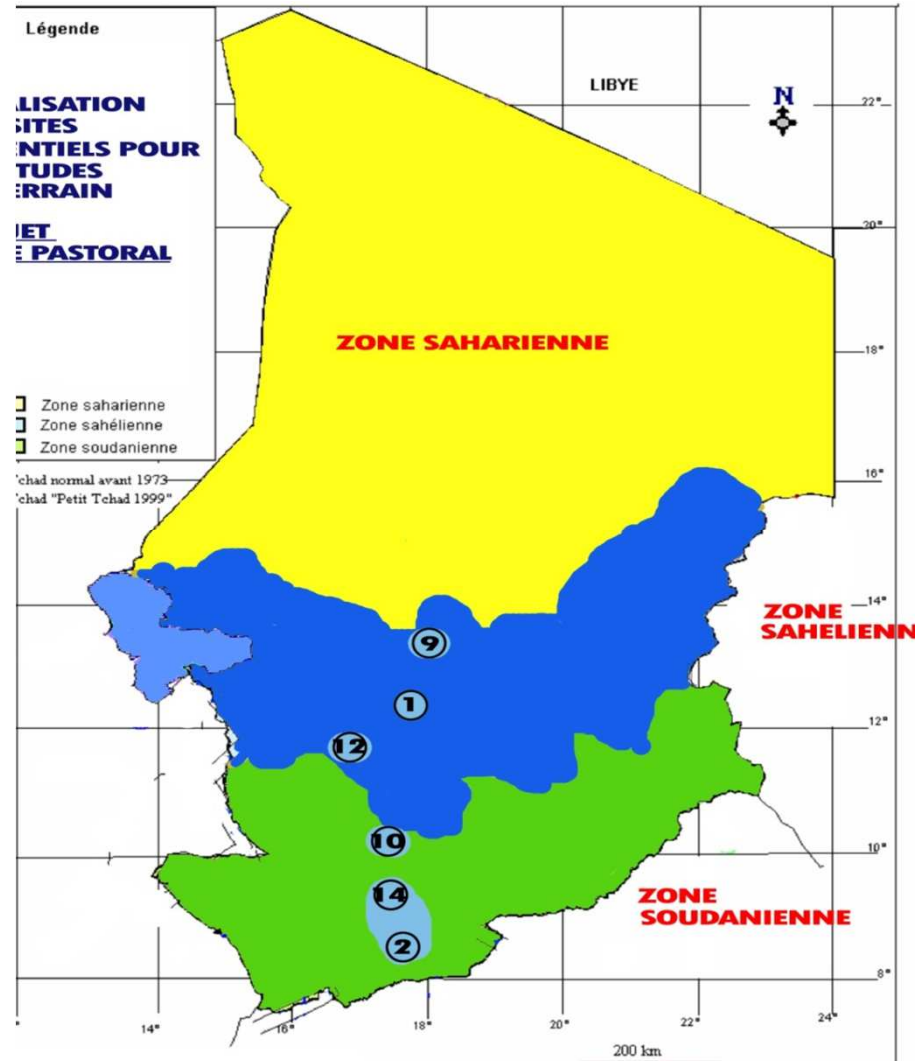 Légende
LIBYE
N
ALISATION
SITES
ENTIELS POUR
TUDES
ERRAIN
JET
E PASTORAL
22°
20°
ZONE SAHARIENNE
18°
Zone saharienne
Zone sahélienne
Zone soudanienne
16°
Tchad normal avant 1973
Tchad "Petit Tchad 1999"
14°
ZONE
SAHELIENN
9
1
12
12°
10
10°
14
ZONE
SOUDANIENNE
2
8°
14° 16° 18° 20° 22° 24°
200 km